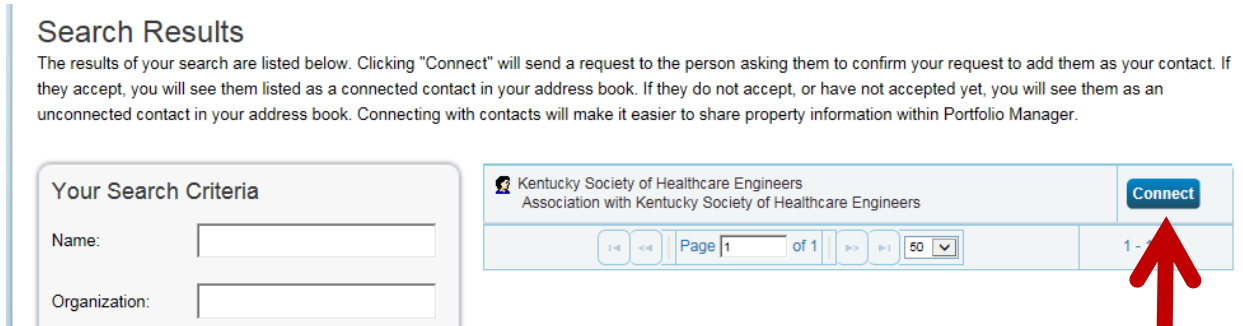 Search Results
The results of your search are listed below. Clicking "Connect" will send a request to the person asking them to confirm your request to add them as your contact. If
they accept, you will see them listed as a connected contact in your address book. If they do not accept, or have not accepted yet, you will see them as an
unconnected contact in your address book. Connecting with contacts will make it easier to share property information within Portfolio Manager.
Your Search Criteria
Name:
Organization:
Kentucky Society of Healthcare Engineers
Association with Kentucky Society of Healthcare Engineers
Connect
Page 1 of 1 50
1 -